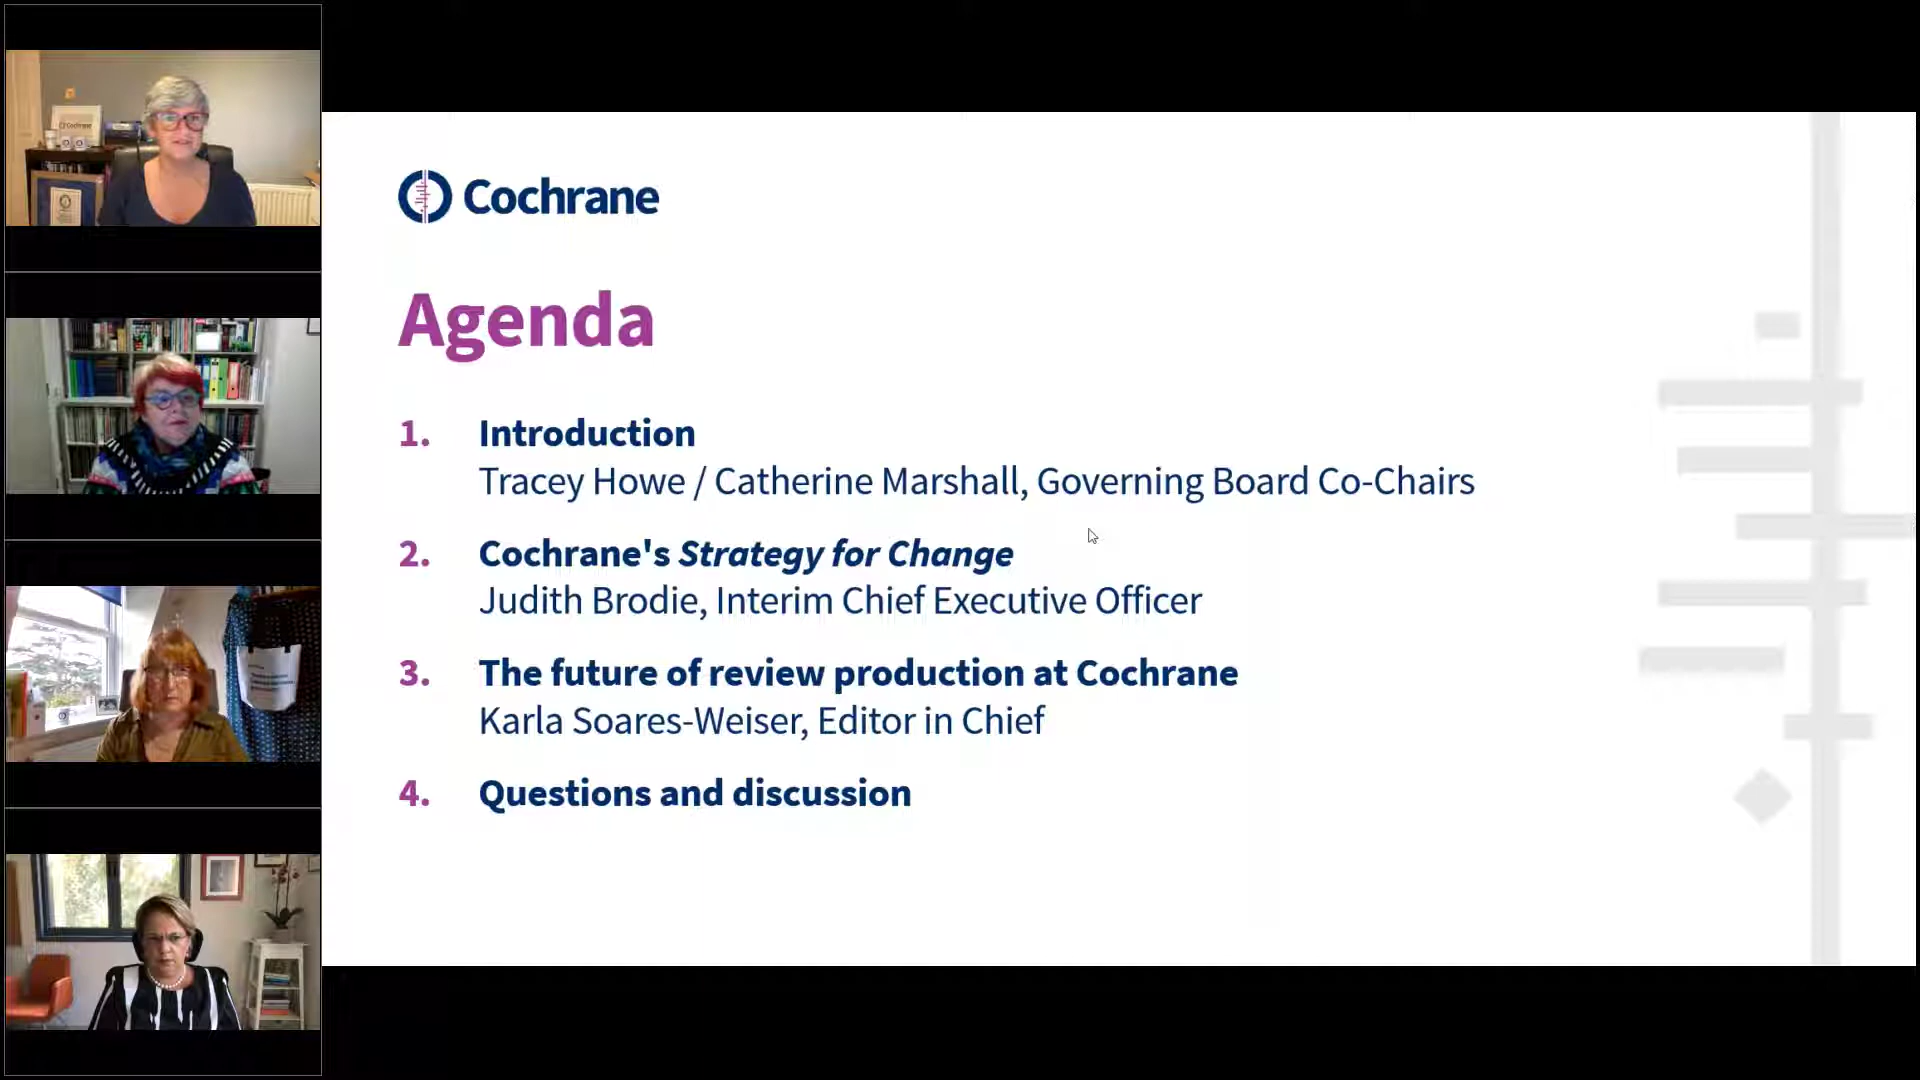 Cochrane
Agenda
1. Introduction
Tracey Howe / Catherine Marshall, Governing Board Co-Chairs
2. Cochrane's Strategy for Change
Judith Brodie, Interim Chief Executive Officer
3. The future of review production at Cochrane
Karla Soares-Weiser, Editor in Chief
4. Questions and discussion
Cochrane